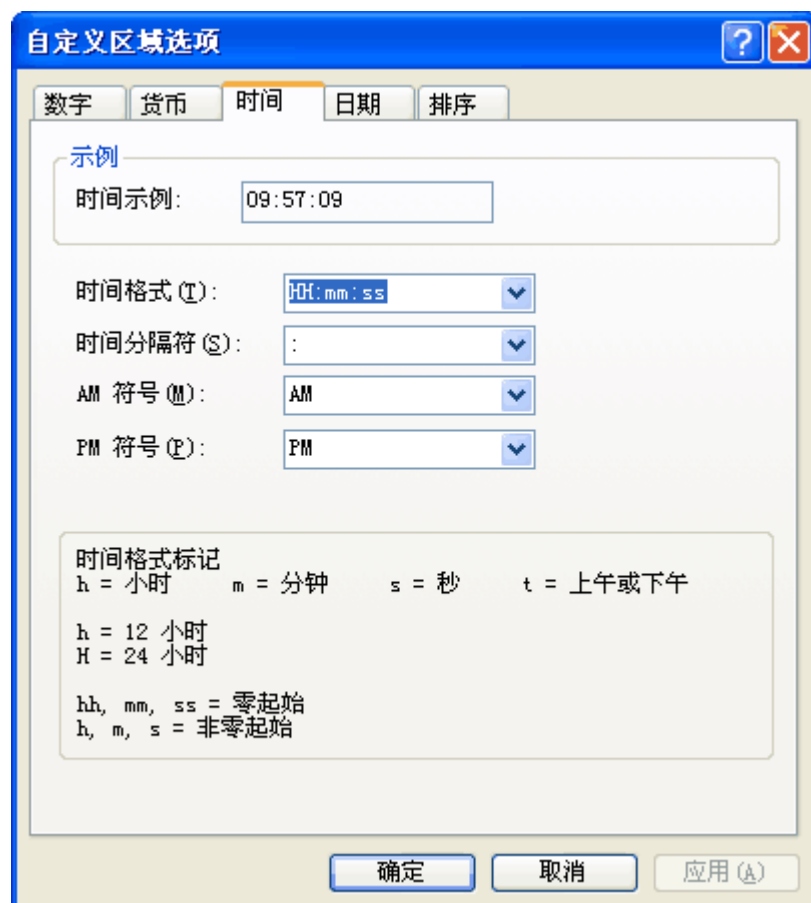 自定义区域选项
数字 货币 时间 日期 排序
示例
时间示例: 09:57:09
时间格式(T): HH:mm:ss
时间分隔符(S): :
AM 符号(M): AM
PM 符号(P): PM
时间格式标记
h = 小时 m = 分钟 s = 秒 t = 上午或下午
h = 12 小时
H = 24 小时
hh, mm, ss = 零起始
h, m, s = 非零起始
确定 取消 应用(A)